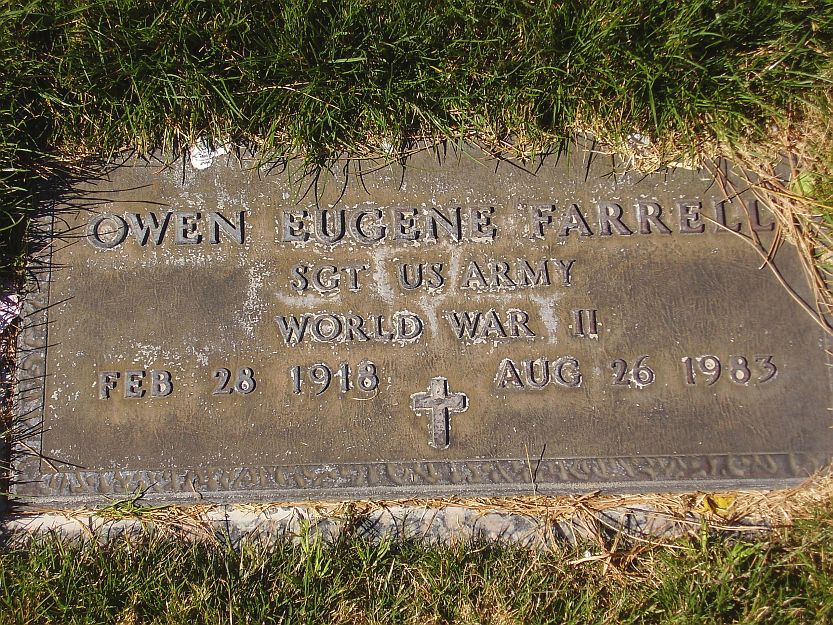 OWEN EUGENE FARRELL
SGT US ARMY
WORLD WAR II
FEB 28 1918 AUG 26 1983